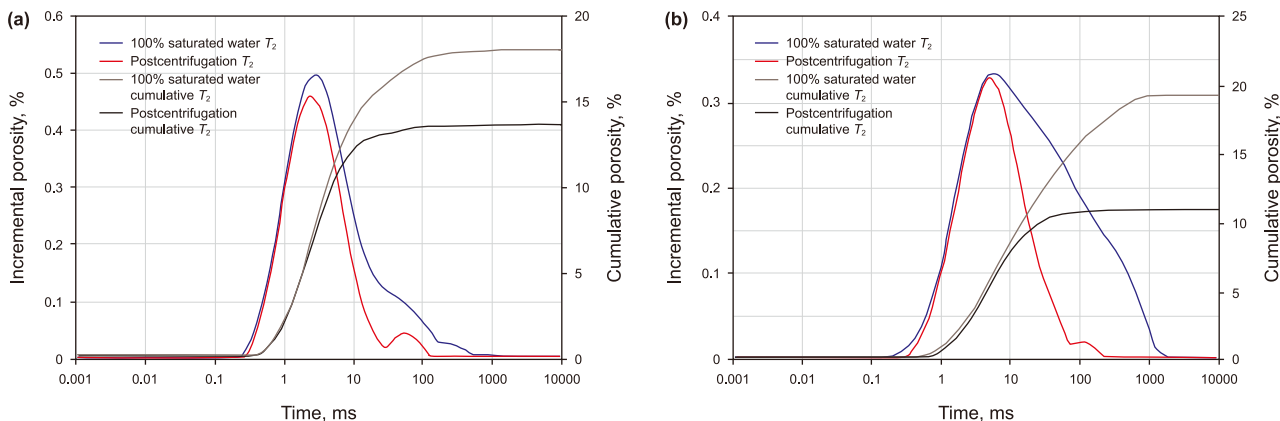 (a)
0.6
0.5
0.4
0.3
0.2
0.1
0
Incremental porosity, %
100% saturated water T₂
Postcentrifugation T₂
100% saturated water
cumulative T₂
Postcentrifugation
cumulative T₂
20
15
10
5
0
Cumulative porosity, %
0.001 0.01 0.1 1 10 100 1000 10000
Time, ms
(b)
0.4
0.3
0.2
0.1
0
Incremental porosity, %
100% saturated water T₂
Postcentrifugation T₂
100% saturated water
cumulative T₂
Postcentrifugation
cumulative T₂
25
20
15
10
5
0
Cumulative porosity, %
0.001 0.01 0.1 1 10 100 1000 10000
Time, ms